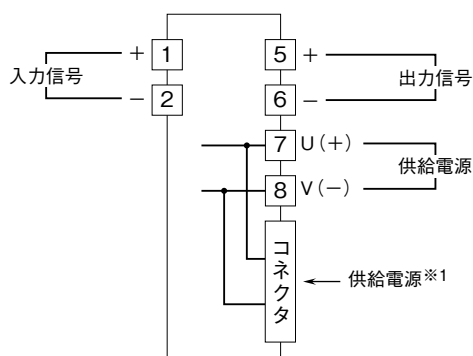 入力信号
+ 1
− 2
5 +
6 −
出力信号
7 U(+)
8 V(−)
供給電源
コネクタ
供給電源※1